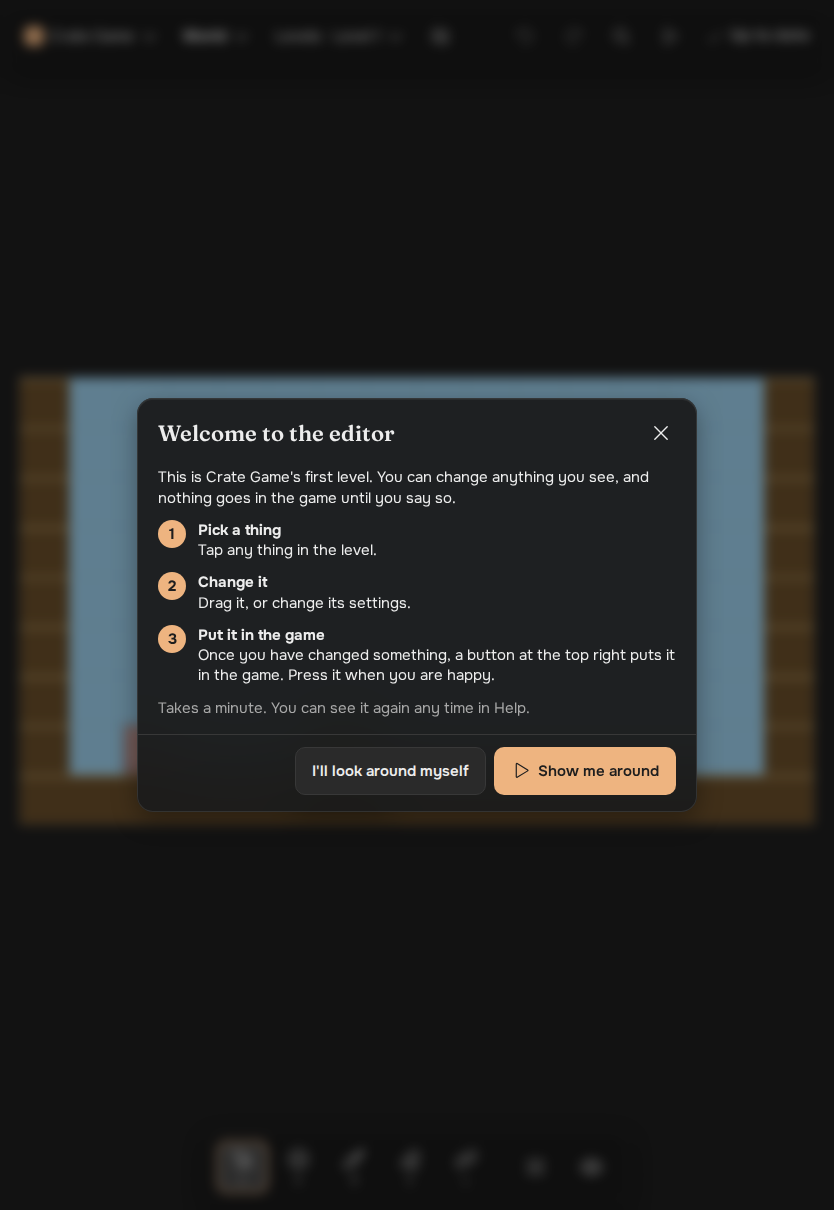 Welcome to the editor
This is Crate Game's first level. You can change anything you see, and
nothing goes in the game until you say so.
1
Pick a thing
Tap any thing in the level.
2
Change it
Drag it, or change its settings.
3
Put it in the game
Once you have changed something, a button at the top right puts it
in the game. Press it when you are happy.
Takes a minute. You can see it again any time in Help.
I'll look around myself
Show me around